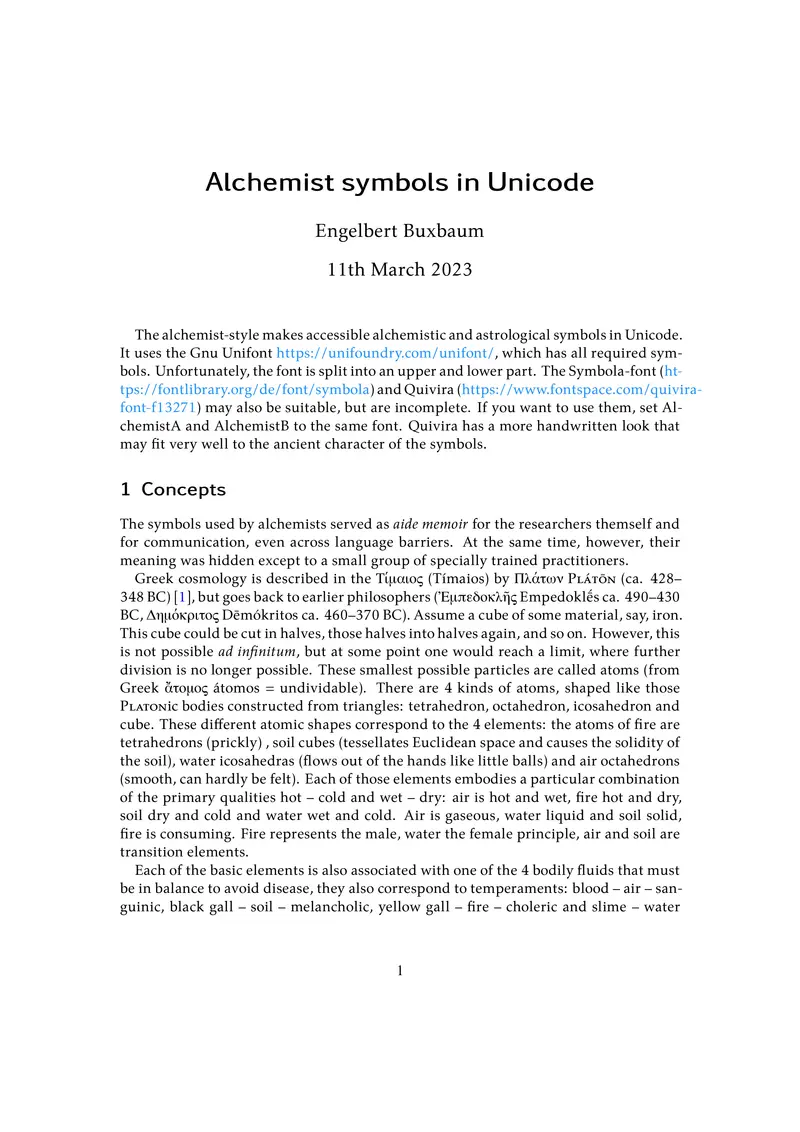 Alchemist symbols in Unicode
Engelbert Buxbaum
11th March 2023
The alchemist-style makes accessible alchemistic and astrological symbols in Unicode.
It uses the Gnu Unifont https://unifoundry.com/unifont/, which has all required sym-
bols. Unfortunately, the font is split into an upper and lower part. The Symbola-font (ht-
tps://fontlibrary.org/de/font/symbola) and Quivira (https://www.fontspace.com/quivira-
font-f13271) may also be suitable, but are incomplete. If you want to use them, set Al-
chemistA and AlchemistB to the same font. Quivira has a more handwritten look that
may fit very well to the ancient character of the symbols.
1 Concepts
The symbols used by alchemists served as aide memoir for the researchers themself and
for communication, even across language barriers. At the same time, however, their
meaning was hidden except to a small group of specially trained practitioners.
Greek cosmology is described in the Τίμαιος (Tímaios) by Πλάτων Plátōn (ca. 428–
348 BC) [1], but goes back to earlier philosophers (Ἐμπεδοκλῆς Empedoklḗs ca. 490–430
BC, Δημόκριτος Dēmókritos ca. 460–370 BC). Assume a cube of some material, say, iron.
This cube could be cut in halves, those halves into halves again, and so on. However, this
is not possible ad infinitum, but at some point one would reach a limit, where further
division is no longer possible. These smallest possible particles are called atoms (from
Greek ἄτομος átomos = undividable). There are 4 kinds of atoms, shaped like those
Platonic bodies constructed from triangles: tetrahedron, octahedron, icosahedron and
cube. These different atomic shapes correspond to the 4 elements: the atoms of fire are
tetrahedrons (prickly) , soil cubes (tessellates Euclidean space and causes the solidity of
the soil), water icosahedras (flows out of the hands like little balls) and air octahedrons
(smooth, can hardly be felt). Each of those elements embodies a particular combination
of the primary qualities hot – cold and wet – dry: air is hot and wet, fire hot and dry,
soil dry and cold and water wet and cold. Air is gaseous, water liquid and soil solid,
fire is consuming. Fire represents the male, water the female principle, air and soil are
transition elements.
Each of the basic elements is also associated with one of the 4 bodily fluids that must
be in balance to avoid disease, they also correspond to temperaments: blood – air – san-
guinic, black gall – soil – melancholic, yellow gall – fire – choleric and slime – water
1